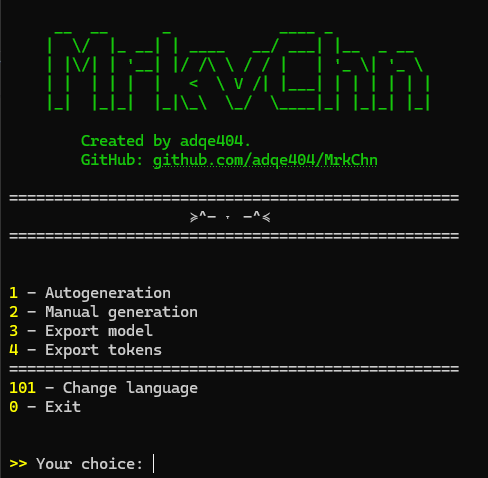 MrkvChn
Created by adqe404.
GitHub: github.com/adqe404/MrkChn
==================================================
≽^- ˕ -^≼
==================================================
1 - Autogeneration
2 - Manual generation
3 - Export model
4 - Export tokens
==================================================
101 - Change language
0 - Exit
>> Your choice: